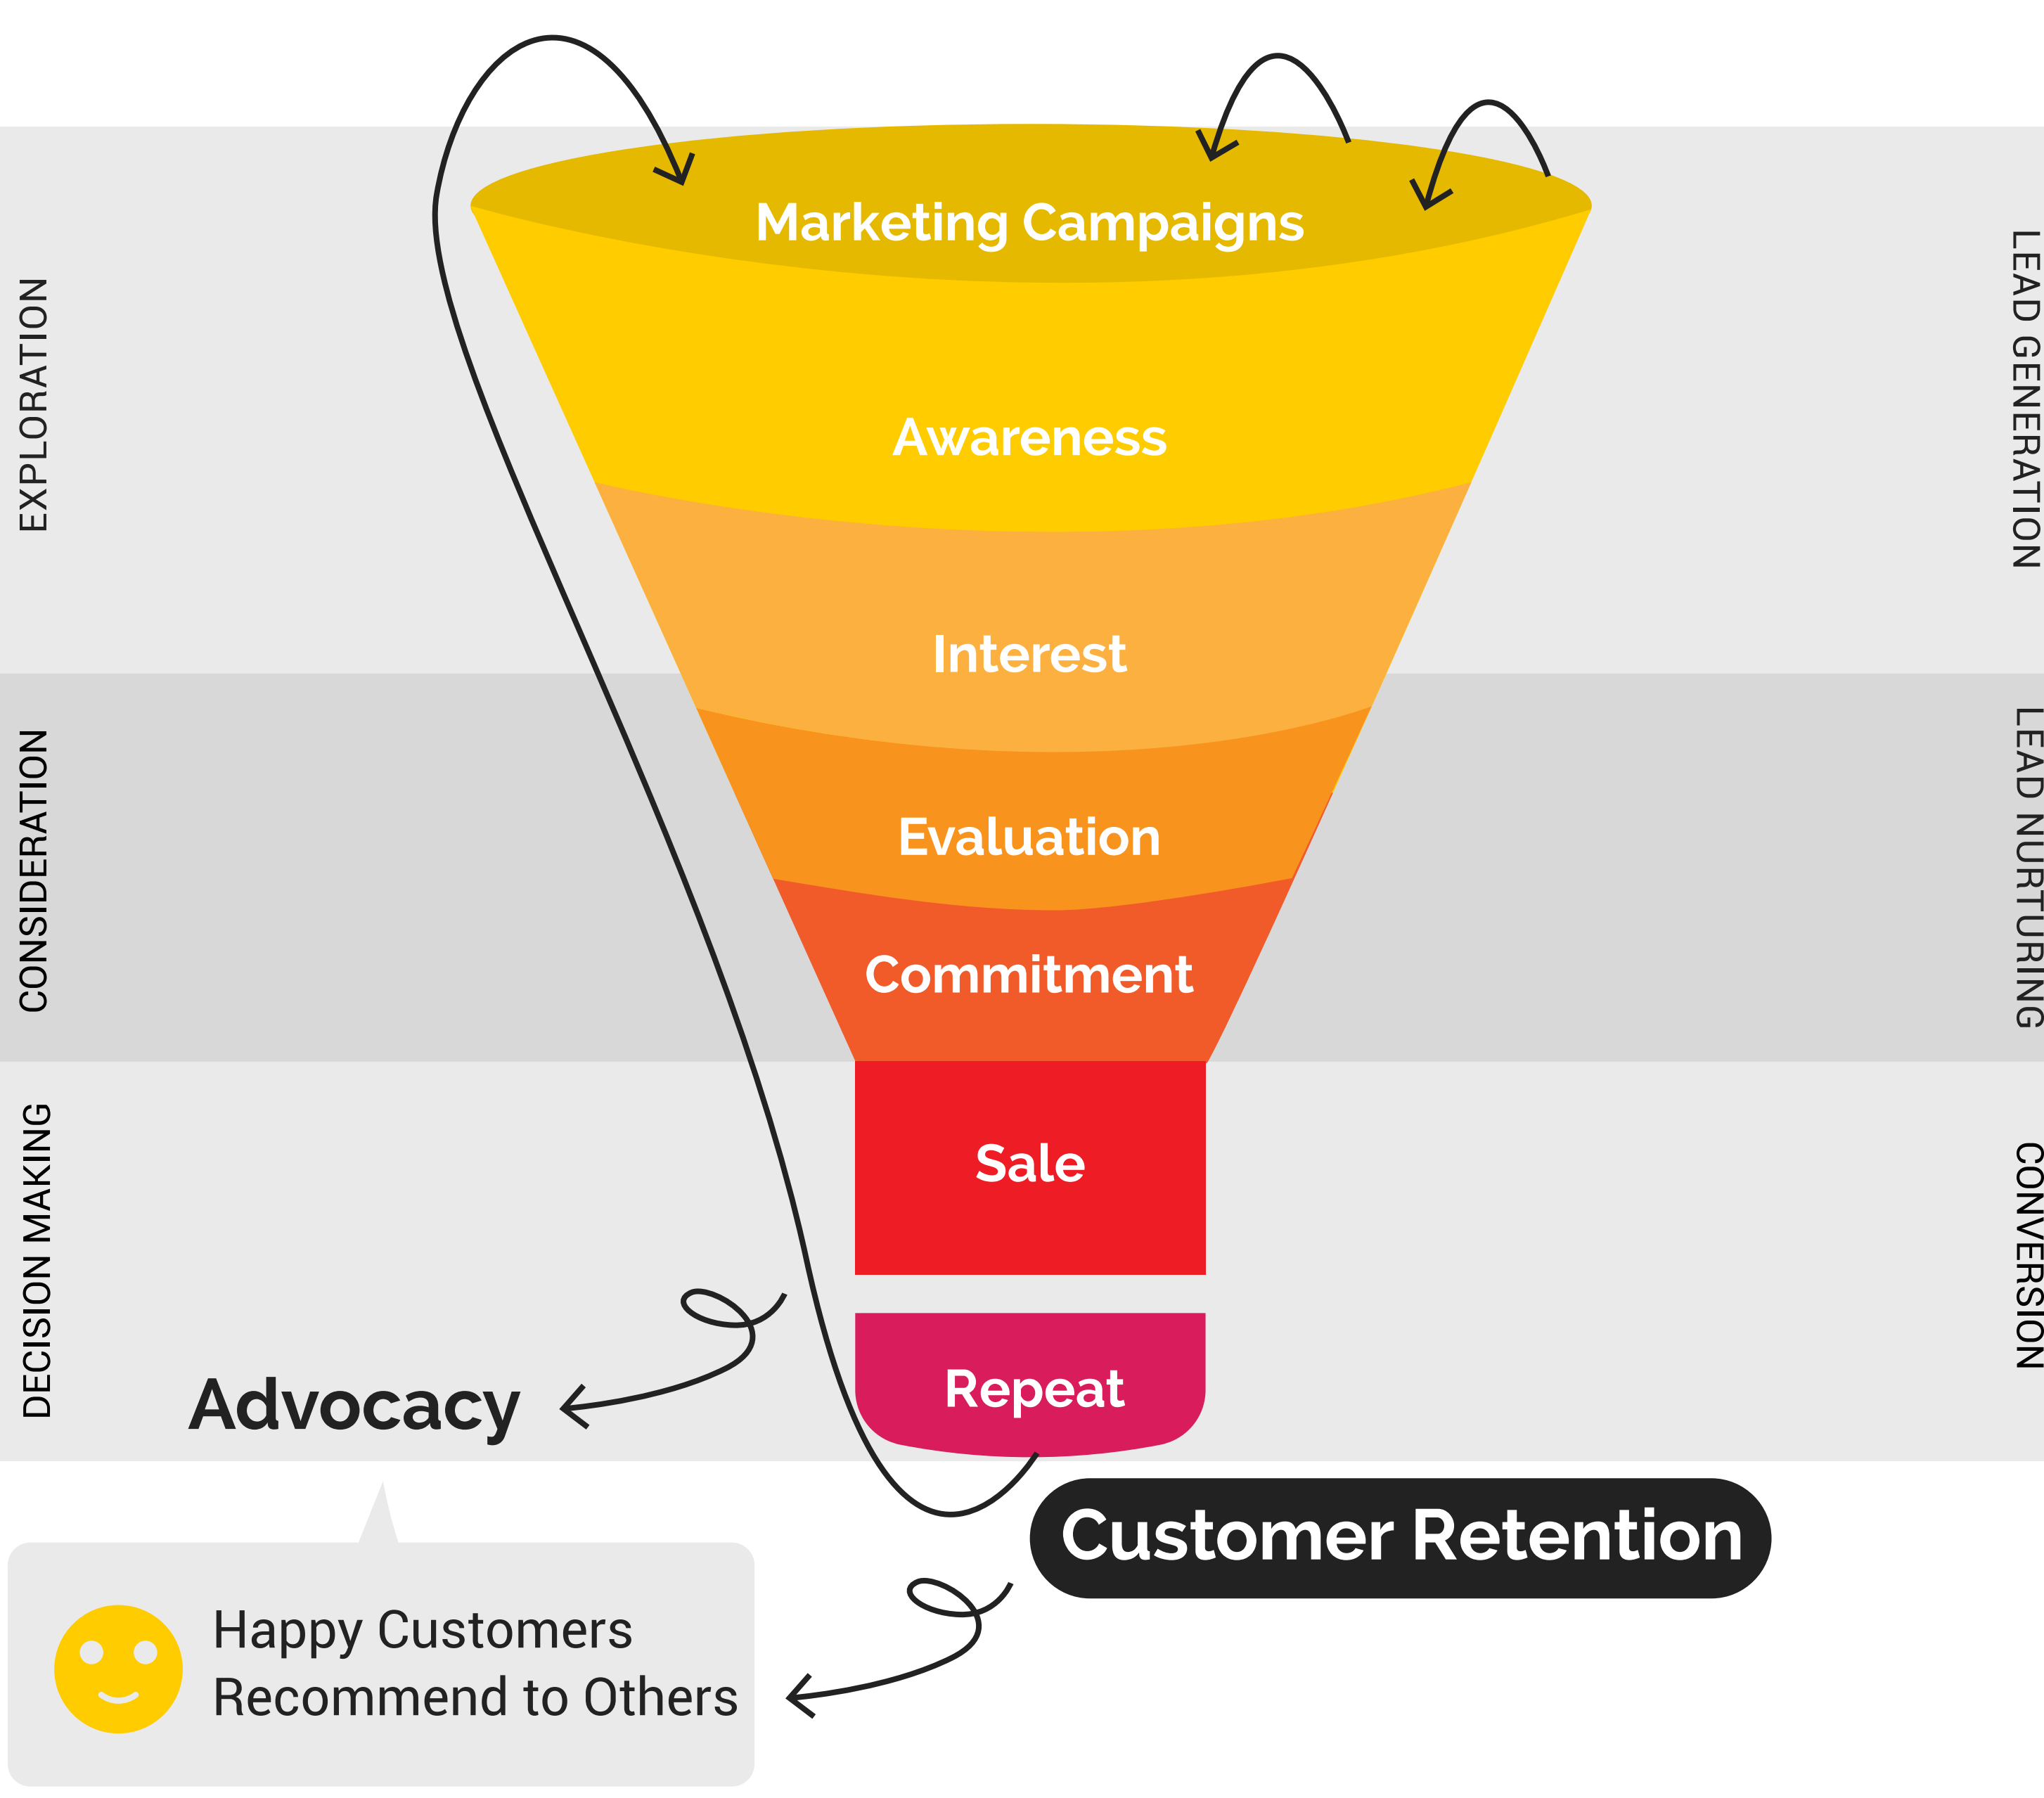 Marketing Campaigns
EXPLORATION
LEAD GENERATION
Awareness
Interest
CONSIDERATION
LEAD NURTURING
Evaluation
Commitment
DECISION MAKING
CONVERSION
Sale
Repeat
Advocacy
Customer Retention
Happy Customers
Recommend to Others